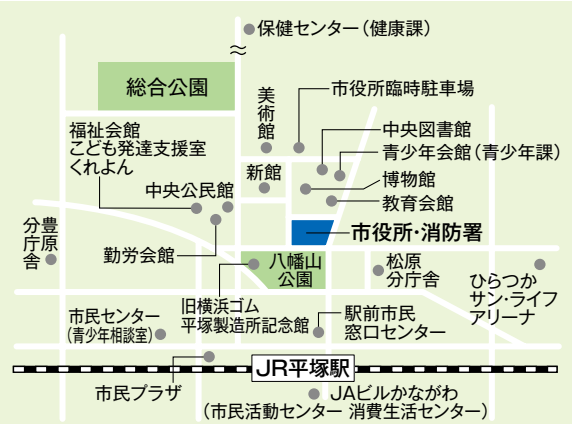 保健センター（健康課）
総合公園
美術館
市役所臨時駐車場
福祉会館
こども発達支援室
くれよん
中央図書館
青少年会館（青少年課）
中央公民館
新館
博物館
教育会館
豊原
分庁舎
勤労会館
市役所・消防署
八幡山
公園
松原
分庁舎
ひらつか
サン・ライフ
アリーナ
旧横浜ゴム
平塚製造所記念館
市民センター
（青少年相談室）
駅前市民
窓口センター
JR平塚駅
市民プラザ
JAビルかながわ
（市民活動センター 消費生活センター）